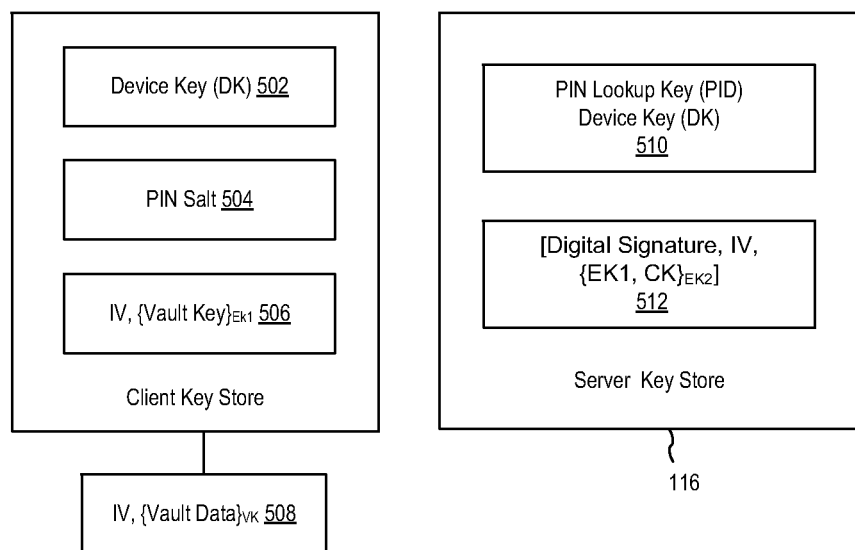 Device Key (DK) 502
PIN Salt 504
IV, {Vault Key}Ek1 506
Client Key Store
IV, {Vault Data}VK 508
PIN Lookup Key (PID)
Device Key (DK)
510
[Digital Signature, IV,
{EK1, CK}EK2]
512
Server Key Store
116